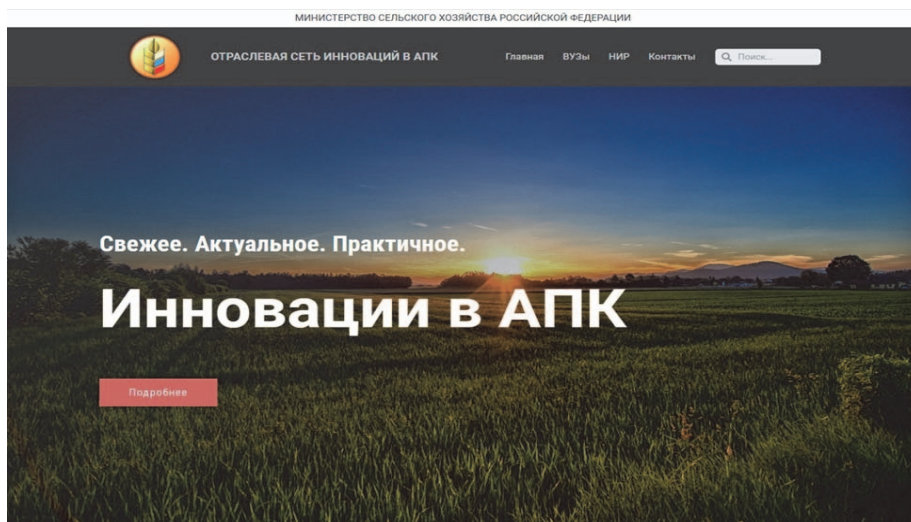 МИНИСТЕРСТВО СЕЛЬСКОГО ХОЗЯЙСТВА РОССИЙСКОЙ ФЕДЕРАЦИИ
ОТРАСЛЕВАЯ СЕТЬ ИННОВАЦИЙ В АПК
Главная ВУЗы НИР Контакты Поиск...
Свежее. Актуальное. Практичное.
Инновации в АПК
Подробнее